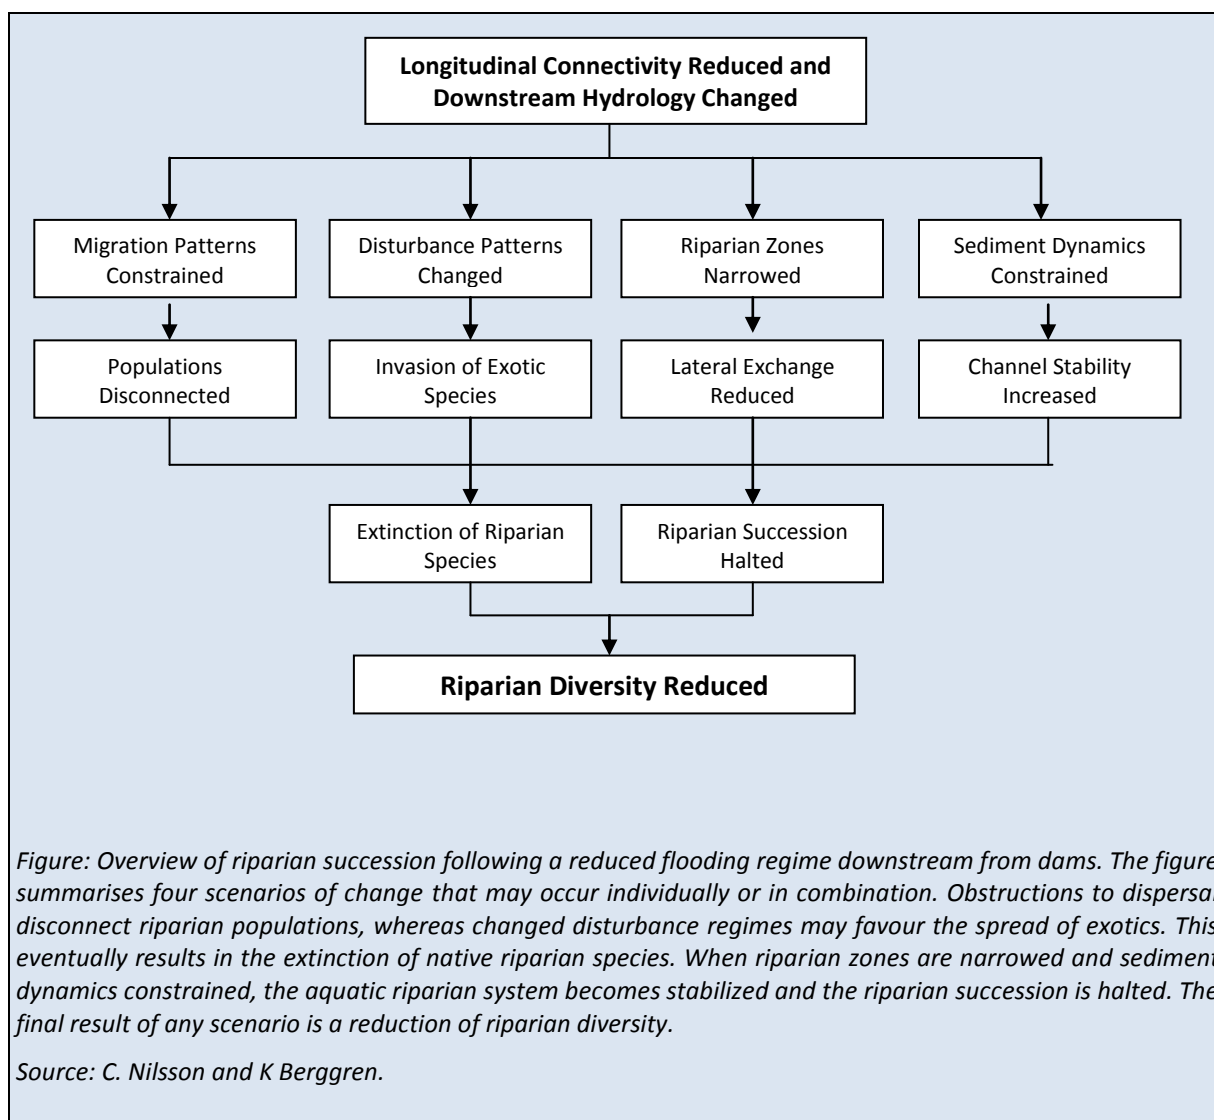 Longitudinal Connectivity Reduced and
Downstream Hydrology Changed
Migration Patterns
Constrained
Disturbance Patterns
Changed
Riparian Zones
Narrowed
Sediment Dynamics
Constrained
Populations
Disconnected
Invasion of Exotic
Species
Lateral Exchange
Reduced
Channel Stability
Increased
Extinction of Riparian
Species
Riparian Succession
Halted
Riparian Diversity Reduced
Figure: Overview of riparian succession following a reduced flooding regime downstream from dams. The figure
summarises four scenarios of change that may occur individually or in combination. Obstructions to dispersal
disconnect riparian populations, whereas changed disturbance regimes may favour the spread of exotics. This
eventually results in the extinction of native riparian species. When riparian zones are narrowed and sediment
dynamics constrained, the aquatic riparian system becomes stabilized and the riparian succession is halted. The
final result of any scenario is a reduction of riparian diversity.
Source: C. Nilsson and K Berggren.